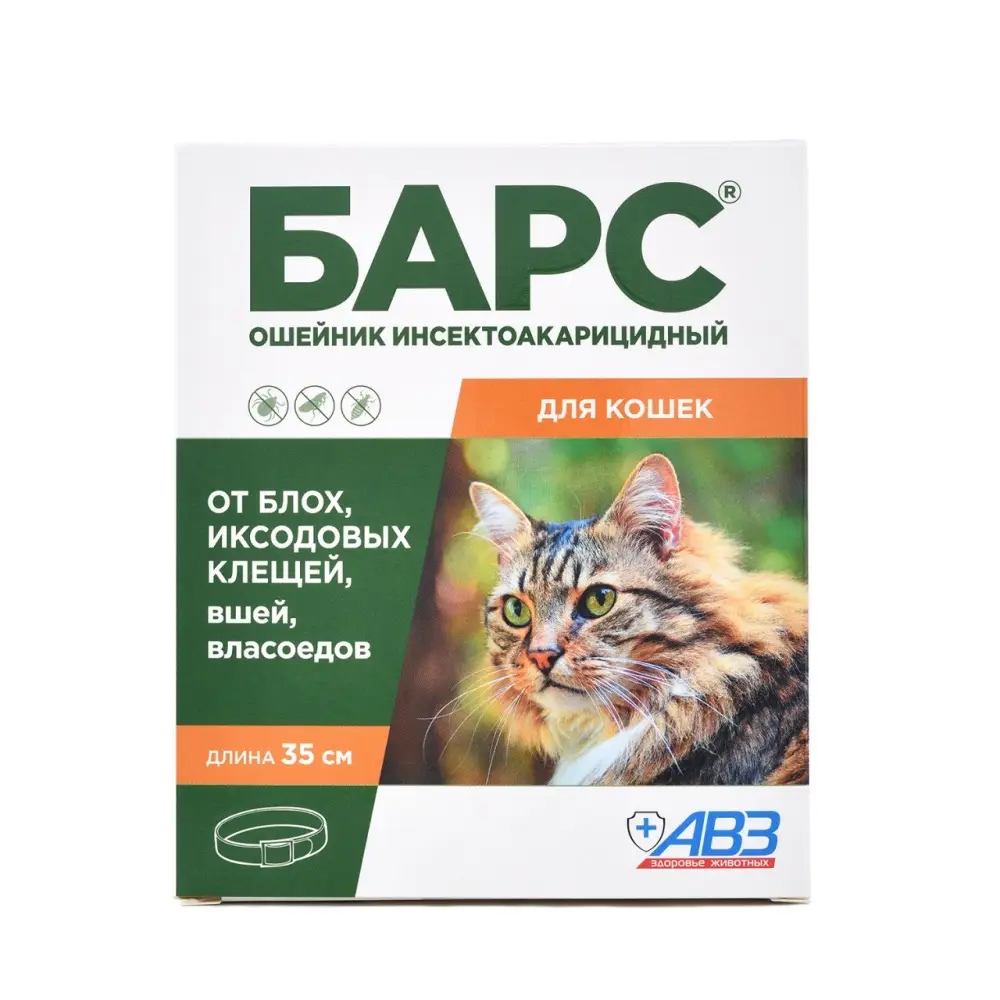 БАРС®
ОШЕЙНИК ИНСЕКТОАКАРИЦИДНЫЙ
ДЛЯ КОШЕК
ОТ БЛОХ,
ИКСОДОВЫХ
КЛЕЩЕЙ,
вшей,
власоедов
ДЛИНА 35 см
АВЗ
здоровье животных